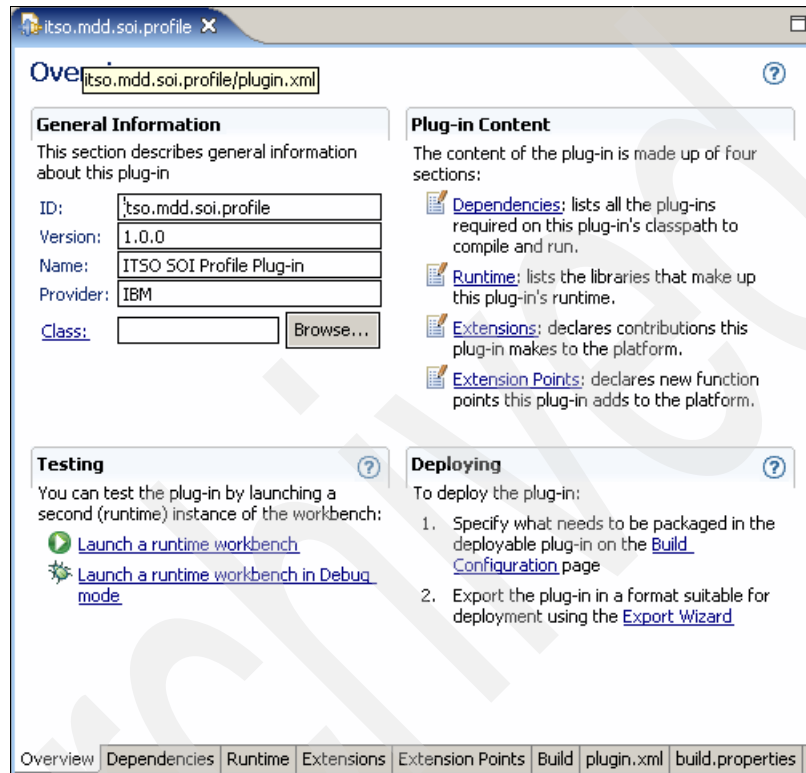 itso.mdd.soi.profile
Over
itso.mdd.soi.profile/plugin.xml
General Information
This section describes general information
about this plug-in
ID: itso.mdd.soi.profile
Version: 1.0.0
Name: ITSO SOI Profile Plug-in
Provider: IBM
Class: Browse...
Plug-in Content
The content of the plug-in is made up of four
sections:
Dependencies: lists all the plug-ins
required on this plug-in's classpath to
compile and run.
Runtime: lists the libraries that make up
this plug-in's runtime.
Extensions: declares contributions this
plug-in makes to the platform.
Extension Points: declares new function
points this plug-in adds to the platform.
Testing
You can test the plug-in by launching a
second (runtime) instance of the workbench:
Launch a runtime workbench
Launch a runtime workbench in Debug
mode
Deploying
To deploy the plug-in:
1. Specify what needs to be packaged in the
deployable plug-in on the Build
Configuration page
2. Export the plug-in in a format suitable for
deployment using the Export Wizard
Overview Dependencies Runtime Extensions Extension Points Build plugin.xml build.properties